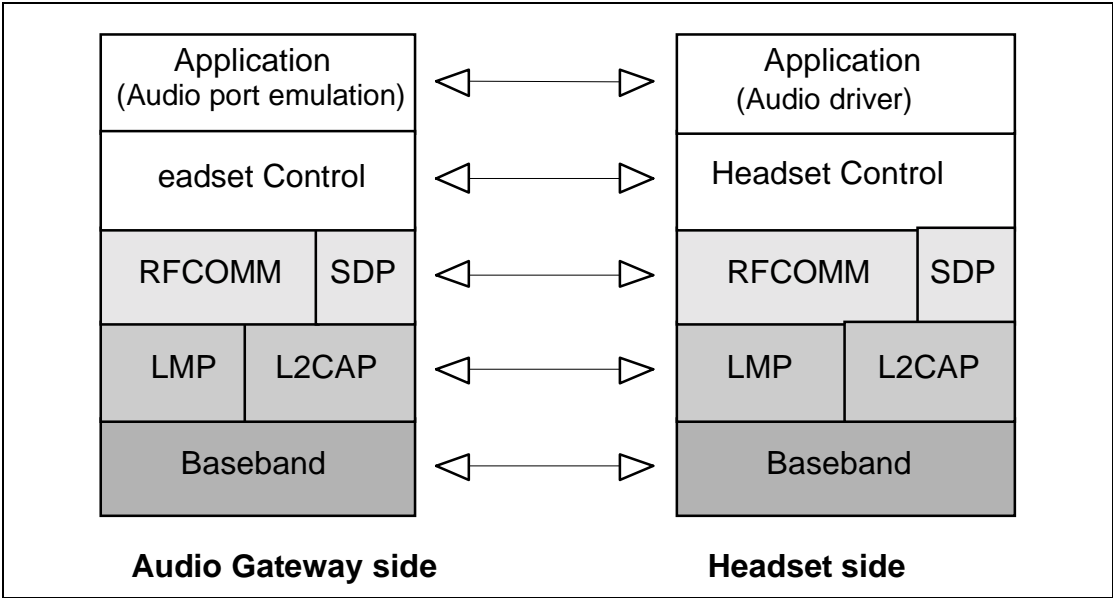 Application
(Audio port emulation)
Application
(Audio driver)
eadset Control
Headset Control
RFCOMM
SDP
RFCOMM
SDP
LMP
L2CAP
LMP
L2CAP
Baseband
Baseband
Audio Gateway side
Headset side